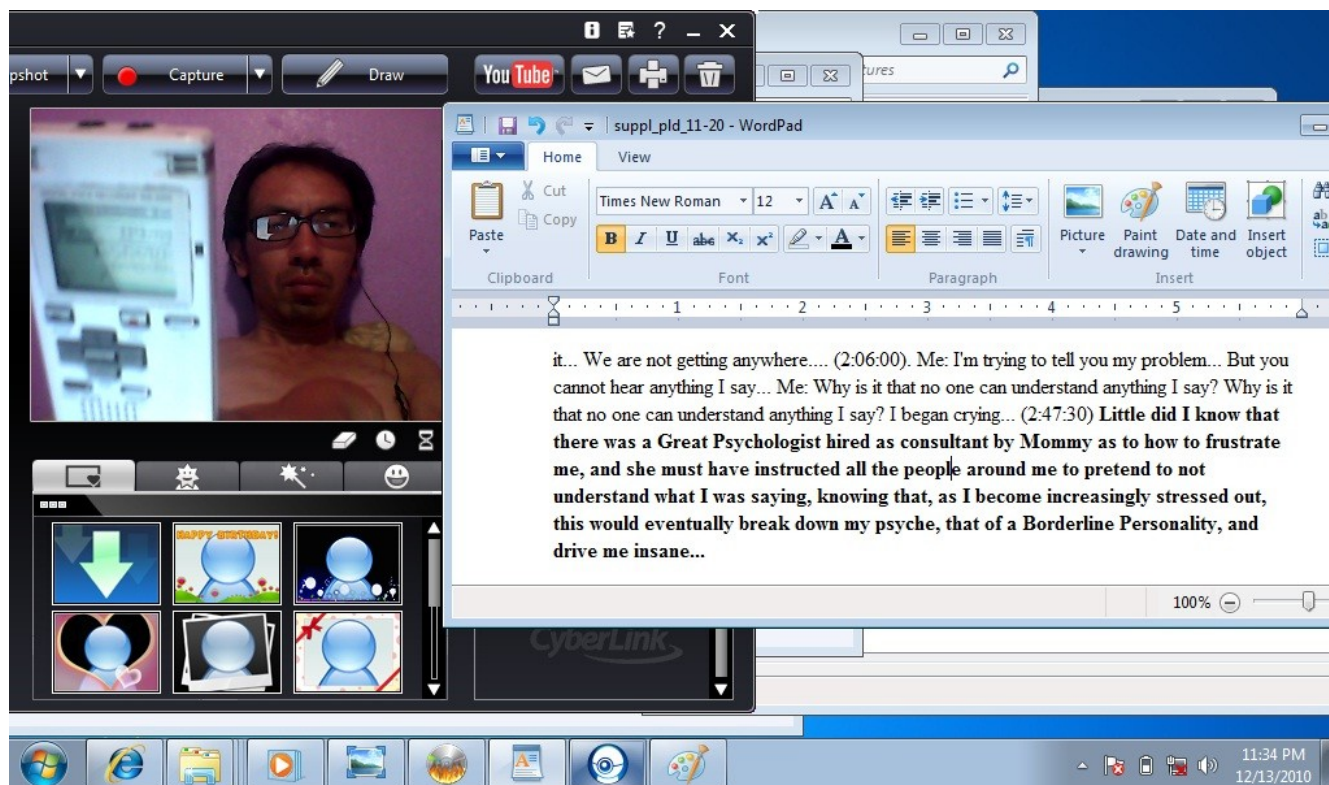 pshot
Capture
Draw
YouTube
tures
suppl_pld_11-20 - WordPad
Home View
Cut
Copy
Paste
Times New Roman 12
Picture
Paint drawing
Date and time
Insert object
Clipboard Font Paragraph Insert
1 2 3 4 5
it... We are not getting anywhere.... (2:06:00). Me: I'm trying to tell you my problem... But you
cannot hear anything I say... Me: Why is it that no one can understand anything I say? Why is it
that no one can understand anything I say? I began crying... (2:47:30) Little did I know that
there was a Great Psychologist hired as consultant by Mommy as to how to frustrate
me, and she must have instructed all the people around me to pretend to not
understand what I was saying, knowing that, as I become increasingly stressed out,
this would eventually break down my psyche, that of a Borderline Personality, and
drive me insane...
100%
HAPPY BIRTHDAY!
CyberLink
11:34 PM
12/13/2010